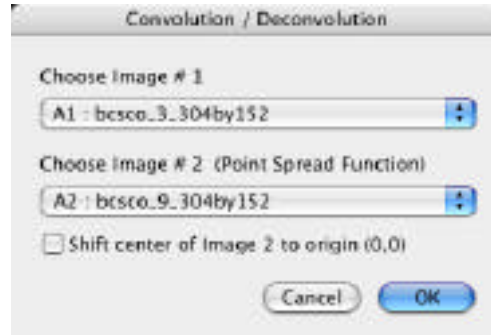 Convolution / Deconvolution
Choose Image # 1
A1 : bcsco_3_304by152
Choose Image # 2 (Point Spread Function)
A2 : bcsco_9_304by152
Shift center of Image 2 to origin (0,0)
Cancel OK